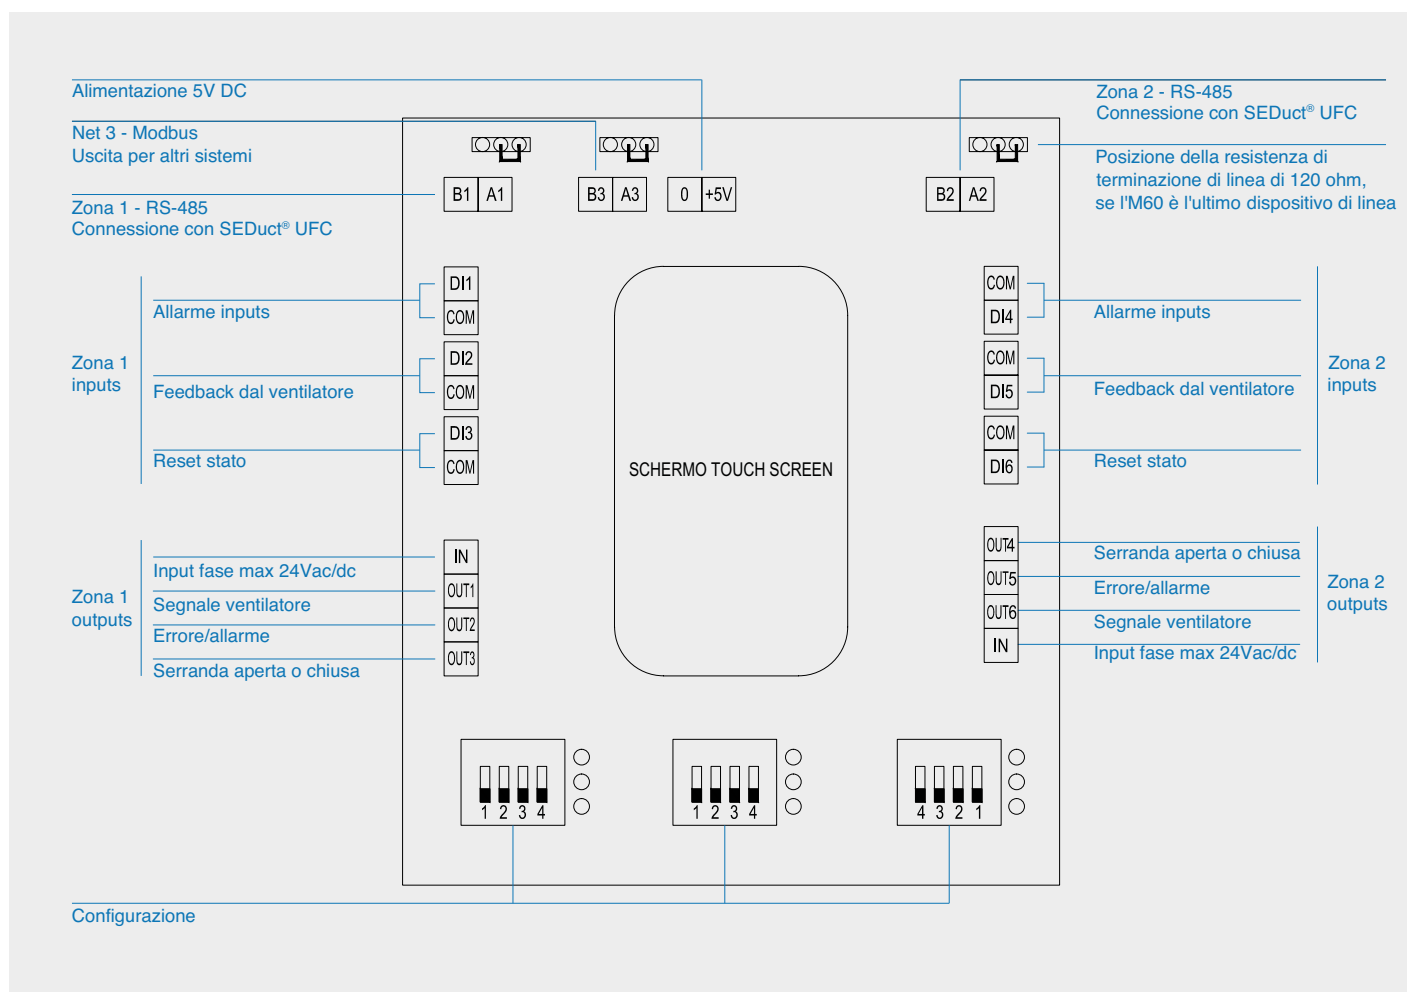 Alimentazione 5V DC
Net 3 - Modbus
Uscita per altri sistemi
Zona 1 - RS-485
Connessione con SEDuct® UFC
Zona 2 - RS-485
Connessione con SEDuct® UFC
Posizione della resistenza di
terminazione di linea di 120 ohm,
se l'M60 è l'ultimo dispositivo di linea
B1 A1
B3 A3
0 +5V
B2 A2
Zona 1
inputs
Allarme inputs
Feedback dal ventilatore
Reset stato
DI1
COM
DI2
COM
DI3
COM
SCHERMO TOUCH SCREEN
COM
DI4
COM
DI5
COM
DI6
Allarme inputs
Feedback dal ventilatore
Reset stato
Zona 2
inputs
Zona 1
outputs
Input fase max 24Vac/dc
Segnale ventilatore
Errore/allarme
Serranda aperta o chiusa
IN
OUT1
OUT2
OUT3
OUT4
OUT5
OUT6
IN
Serranda aperta o chiusa
Errore/allarme
Segnale ventilatore
Input fase max 24Vac/dc
Zona 2
outputs
1 2 3 4
1 2 3 4
4 3 2 1
Configurazione